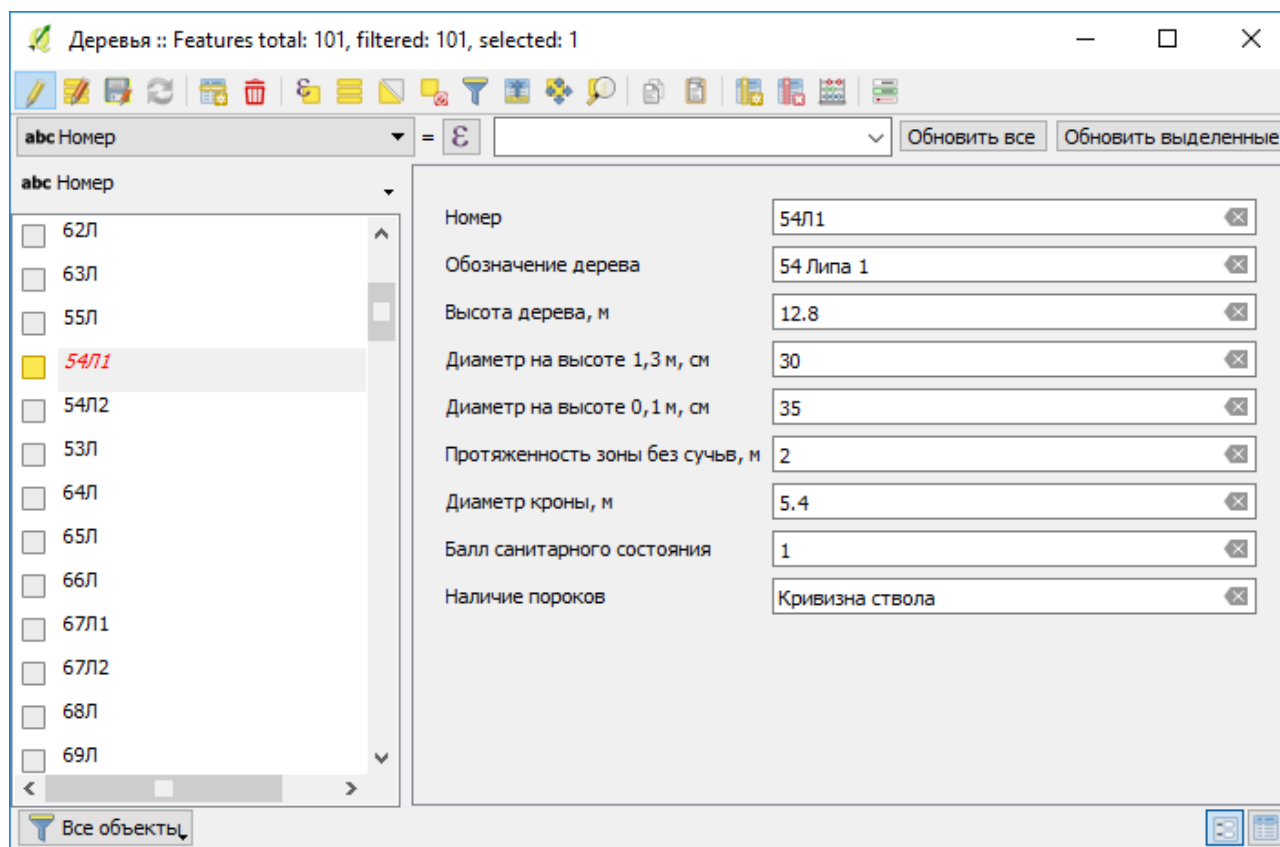 Деревья :: Features total: 101, filtered: 101, selected: 1
abc Номер = ε Обновить все Обновить выделенные
abc Номер
62Л
63Л
55Л
54Л1
54Л2
53Л
64Л
65Л
66Л
67Л1
67Л2
68Л
69Л
Номер 54Л1
Обозначение дерева 54 Липа 1
Высота дерева, м 12.8
Диаметр на высоте 1,3 м, см 30
Диаметр на высоте 0,1 м, см 35
Протяженность зоны без сучьв, м 2
Диаметр кроны, м 5.4
Балл санитарного состояния 1
Наличие пороков Кривизна ствола
Все объекты